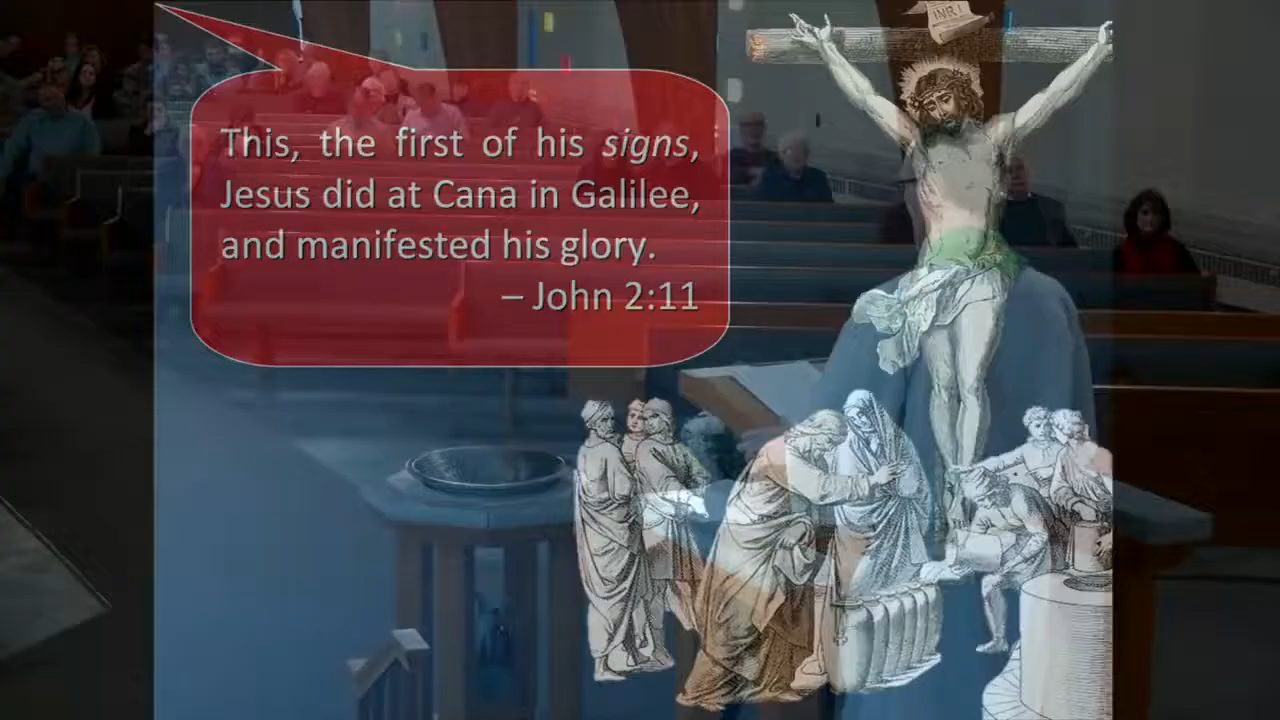 INRI
This, the first of his signs,
Jesus did at Cana in Galilee,
and manifested his glory.
– John 2:11